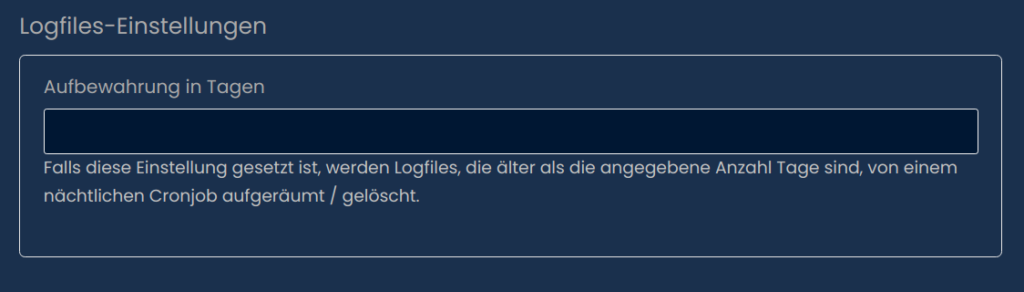 Logfiles-Einstellungen
Aufbewahrung in Tagen
Falls diese Einstellung gesetzt ist, werden Logfiles, die älter als die angegebene Anzahl Tage sind, von einem
nächtlichen Cronjob aufgeräumt / gelöscht.